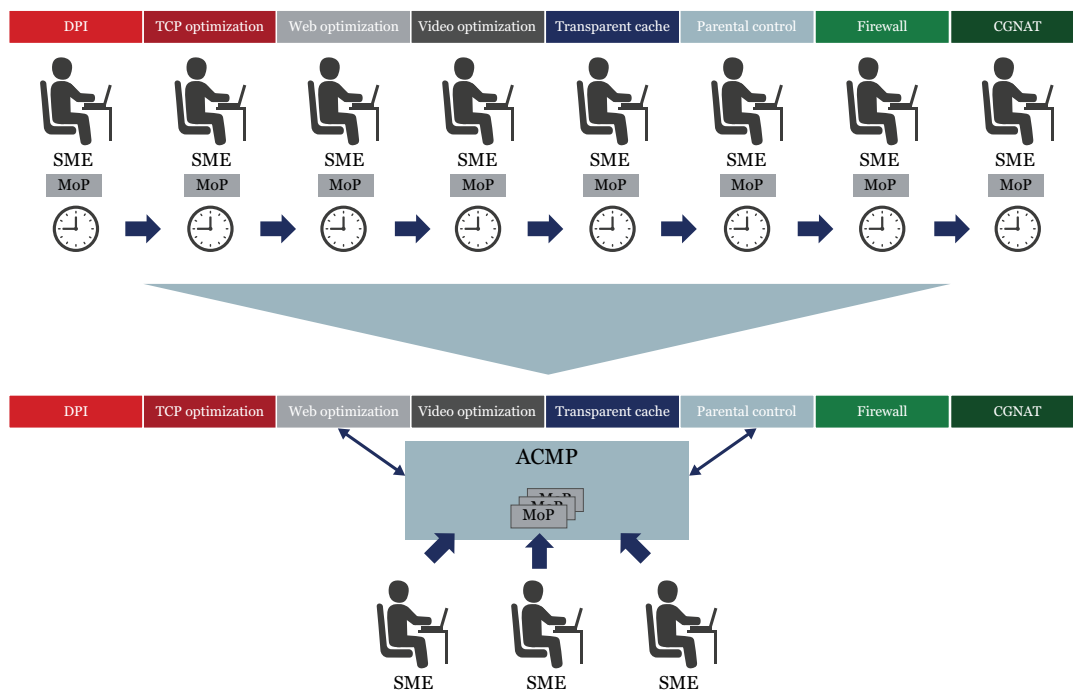 DPI TCP optimization Web optimization Video optimization Transparent cache Parental control Firewall CGNAT
SME SME SME SME SME SME SME SME
MoP MoP MoP MoP MoP MoP MoP MoP
DPI TCP optimization Web optimization Video optimization Transparent cache Parental control Firewall CGNAT
ACMP
MoP
MoP
MoP
SME SME SME